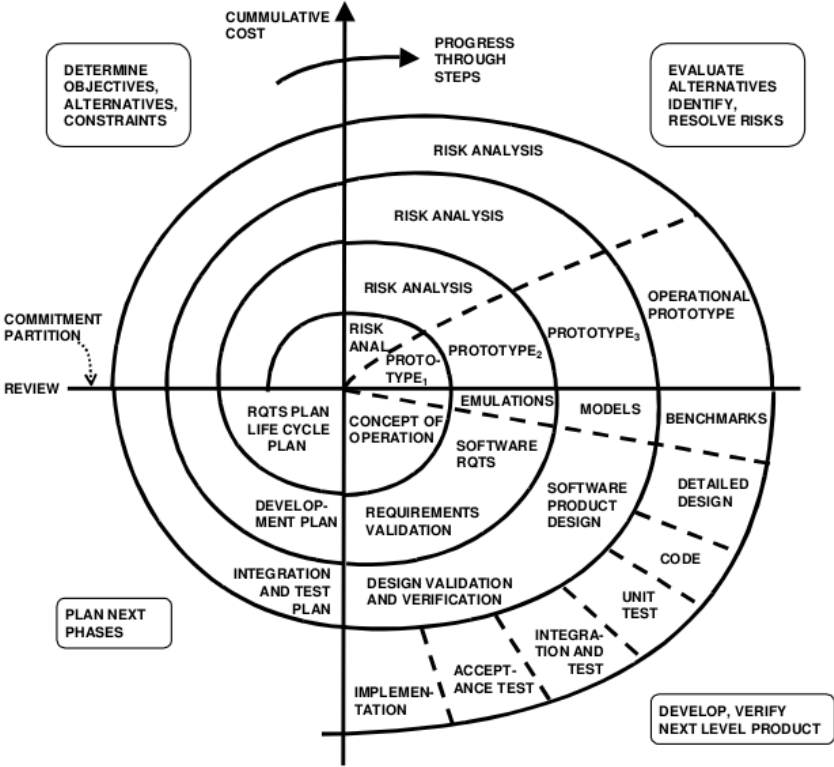 CUMMULATIVE
COST
PROGRESS
THROUGH
STEPS
DETERMINE
OBJECTIVES,
ALTERNATIVES,
CONSTRAINTS
EVALUATE
ALTERNATIVES
IDENTIFY,
RESOLVE RISKS
RISK ANALYSIS
RISK ANALYSIS
RISK ANALYSIS
RISK
ANAL.
COMMITMENT
PARTITION
REVIEW
PROTO-
TYPE1
PROTOTYPE2
PROTOTYPE3
OPERATIONAL
PROTOTYPE
EMULATIONS
MODELS
BENCHMARKS
RQTS PLAN
LIFE CYCLE
PLAN
CONCEPT OF
OPERATION
SOFTWARE
RQTS
SOFTWARE
PRODUCT
DESIGN
DETAILED
DESIGN
DEVELOP-
MENT PLAN
REQUIREMENTS
VALIDATION
CODE
INTEGRATION
AND TEST
PLAN
DESIGN VALIDATION
AND VERIFICATION
UNIT
TEST
INTEGRA-
TION AND
TEST
ACCEPT-
ANCE TEST
IMPLEMEN-
TATION
PLAN NEXT
PHASES
DEVELOP, VERIFY
NEXT LEVEL PRODUCT